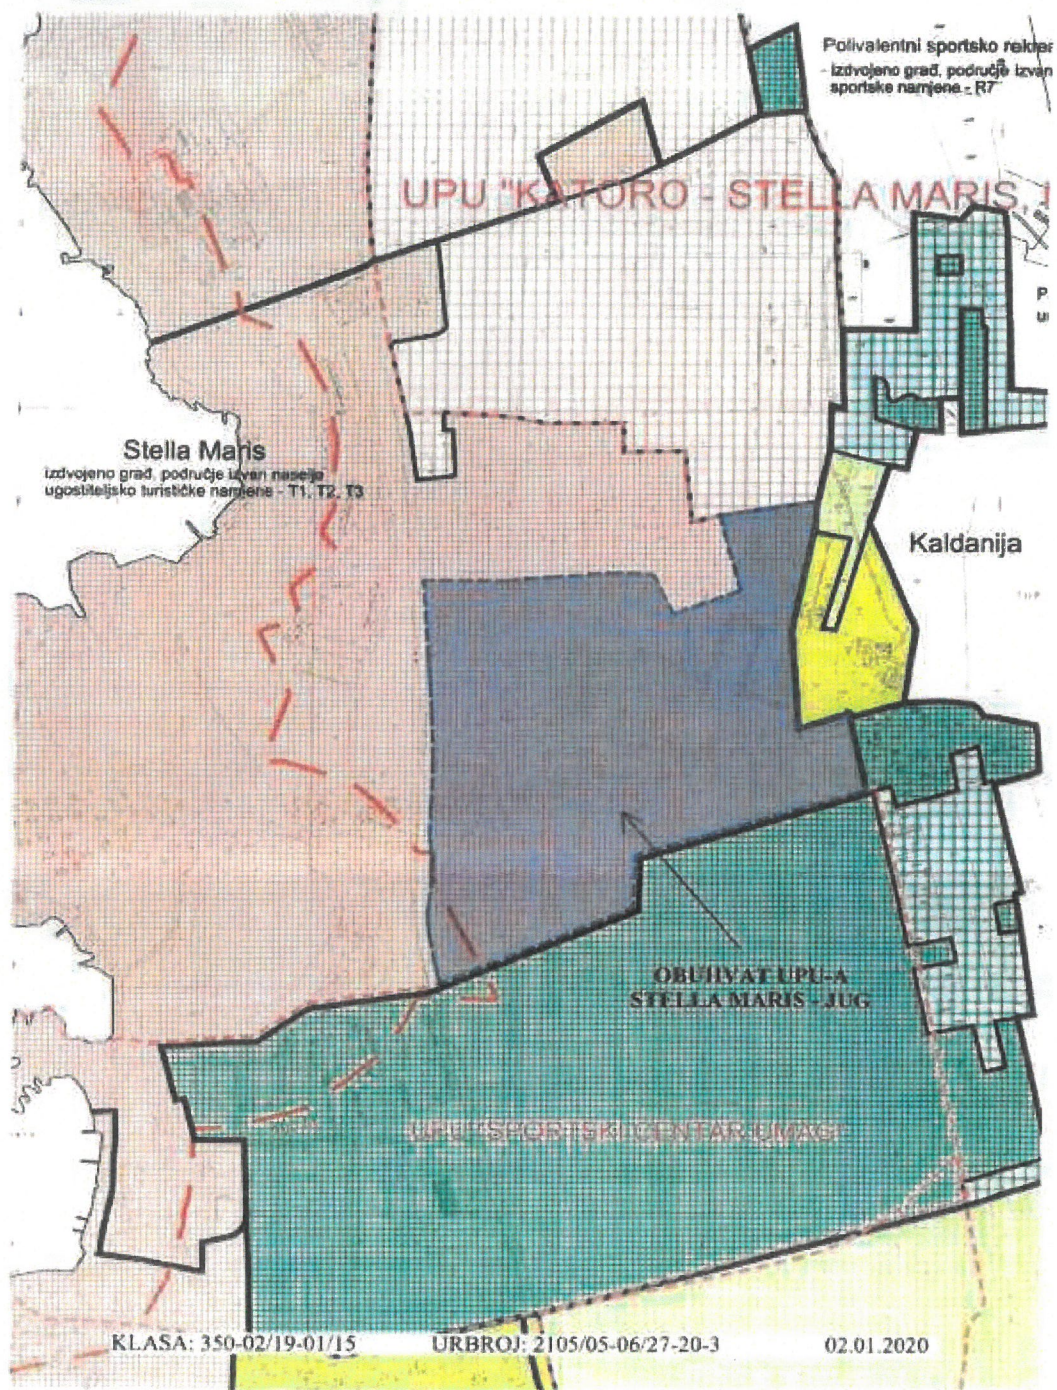 Polivalentni sportsko
izdvojeno građ. područje izvan
sportske namjene - R7
UPU "KATORO - STELLA MARIS,
P
u
Stella Maris
izdvojeno građ. područje izvan naselja
ugostiteljsko turističke namjene - T1, T2, T3
Kaldanija
OBUHVAT UPU-A
STELLA MARIS - JUG
UPU "SPORTSKI CENTAR UMAG"
KLASA: 350-02/19-01/15 URBROJ: 2105/05-06/27-20-3 02.01.2020